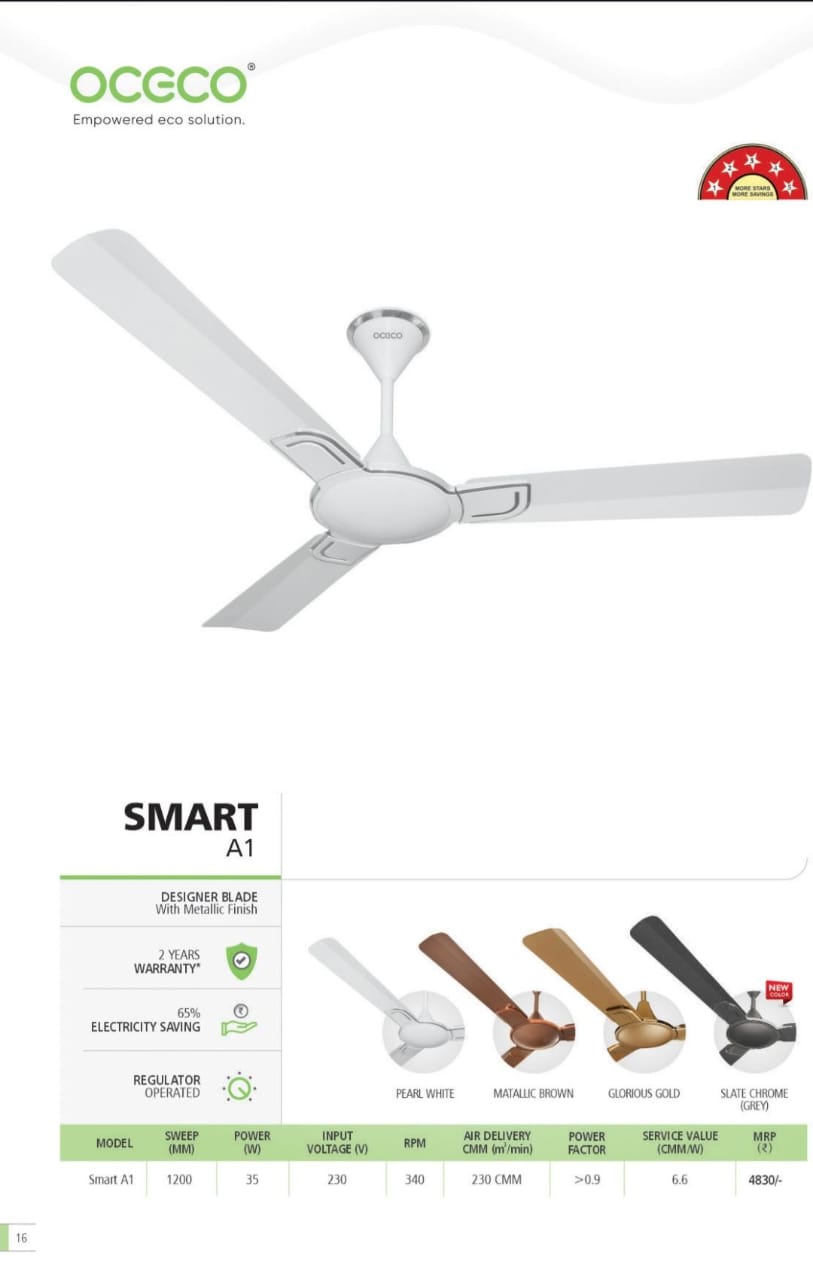 OCECO®
Empowered eco solution.
MORE STARS
MORE SAVINGS
OCECO
SMART
A1
DESIGNER BLADE
With Metallic Finish
2 YEARS
WARRANTY*
65%
ELECTRICITY SAVING
REGULATOR
OPERATED
NEW
COLOR
PEARL WHITE
MATALLIC BROWN
GLORIOUS GOLD
SLATE CHROME
(GREY)
MODEL SWEEP (MM) POWER (W) INPUT VOLTAGE (V) RPM AIR DELIVERY CMM (m³/min) POWER FACTOR SERVICE VALUE (CMM/W) MRP (₹)
Smart A1 1200 35 230 340 230 CMM >0.9 6.6 4830/-
16